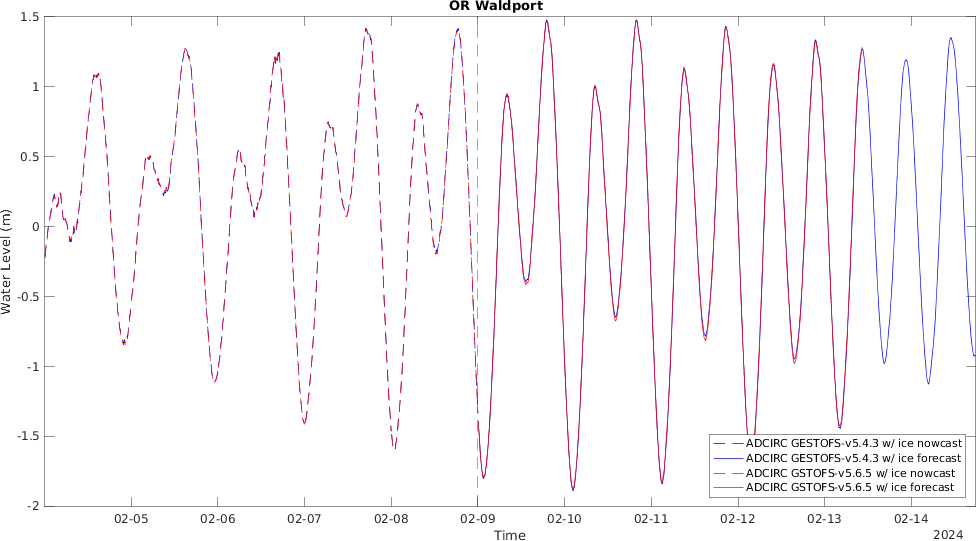 OR Waldport
Water Level (m)
1.5
1
0.5
0
-0.5
-1
-1.5
-2
ADCIRC GESTOFS-v5.4.3 w/ ice nowcast
ADCIRC GESTOFS-v5.4.3 w/ ice forecast
ADCIRC GSTOFS-v5.6.5 w/ ice nowcast
ADCIRC GSTOFS-v5.6.5 w/ ice forecast
02-05 02-06 02-07 02-08 02-09 02-10 02-11 02-12 02-13 02-14
Time
2024